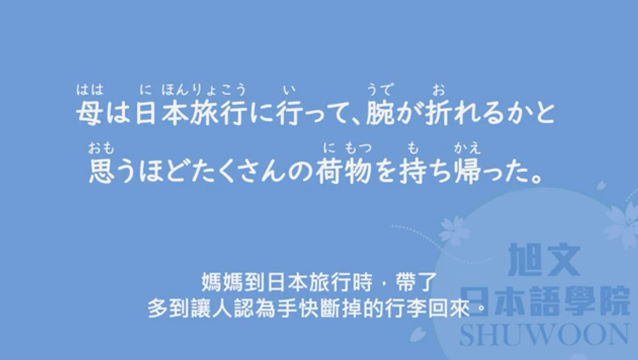 はは に ほんりょこう い うで お
母は日本旅行に行って、腕が折れるかと
おも に もつ も かえ
思うほどたくさんの荷物を持ち帰った。
媽媽到日本旅行時，帶了
多到讓人認為手快斷掉的行李回來。
旭文
日本語學院
SHUWOON